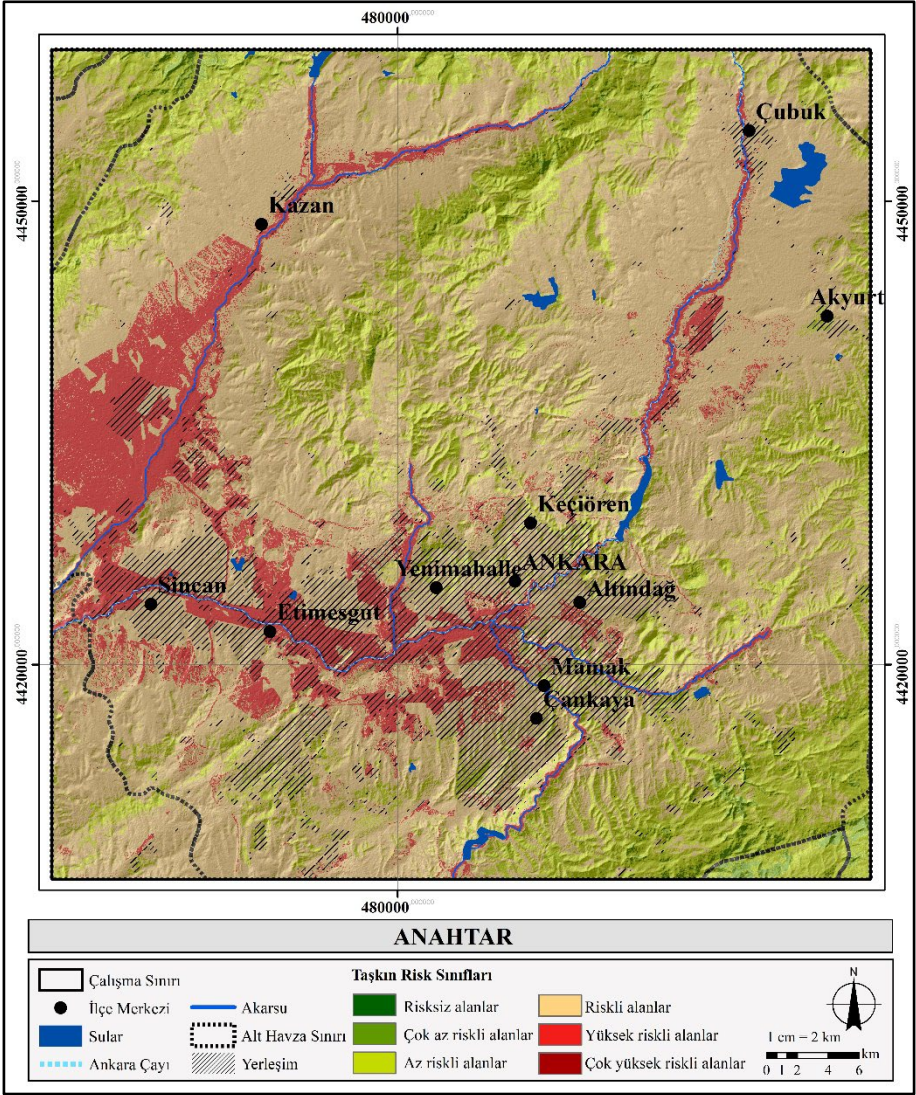 480000
Çubuk
4450000
4450000
Kazan
Akyurt
Keçiören
Yenimahalle
ANKARA
Sincan
Altındağ
Etimesgut
4420000
4420000
Mamak
Çankaya
480000
ANAHTAR
Çalışma Sınırı
İlçe Merkezi
Akarsu
Sular
Alt Havza Sınırı
Ankara Çayı
Yerleşim
Taşkın Risk Sınıfları
Risksiz alanlar
Riskli alanlar
Çok az riskli alanlar
Yüksek riskli alanlar
Az riskli alanlar
Çok yüksek riskli alanlar
N
1 cm = 2 km
km
0 1 2 4 6